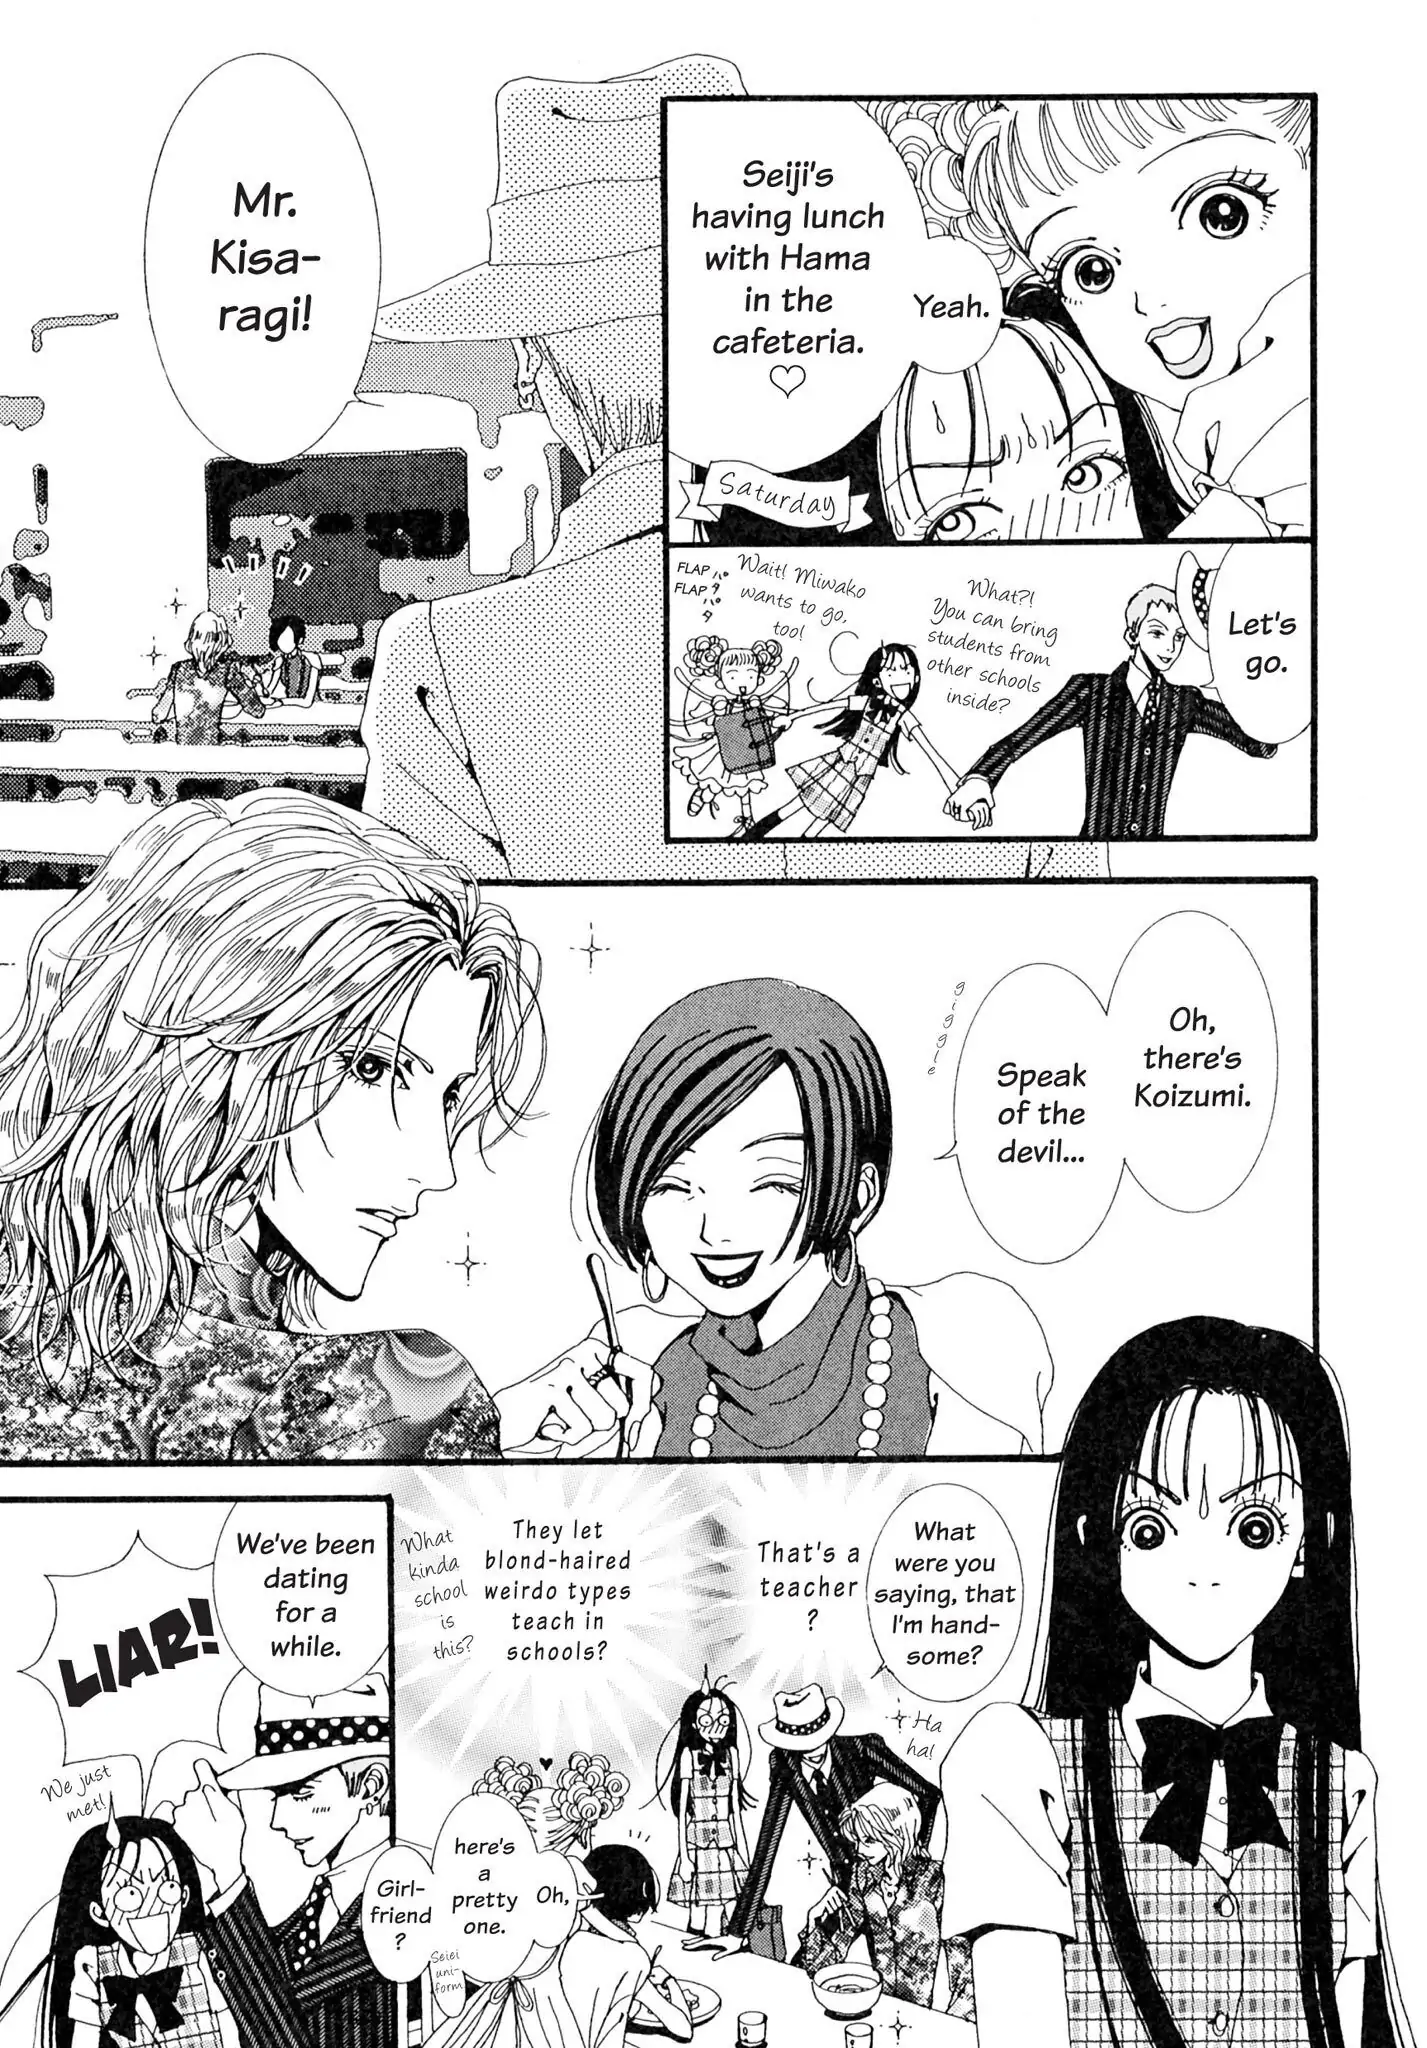 Seiji's
having lunch
with Hama
in the
cafeteria.
♡
Yeah.
Saturday
Let's
go.
What?!
You can bring
students from
other schools
inside?
Wait! Miwako
wants to go,
too!
FLAP
FLAP
パタパタ
Mr.
Kisa-
ragi!
Oh,
there's
Koizumi.
Speak
of the
devil...
giggle
What
were you
saying, that
I'm hand-
some?
Ha
ha!
That's a
teacher
?
They let
blond-haired
weirdo types
teach in
schools?
What
kinda
school
is
this?
Oh,
here's
a
pretty
one.
Seiei
uni-
form
Girl-
friend
?
We've been
dating
for a
while.
LIAR!
We just
met!